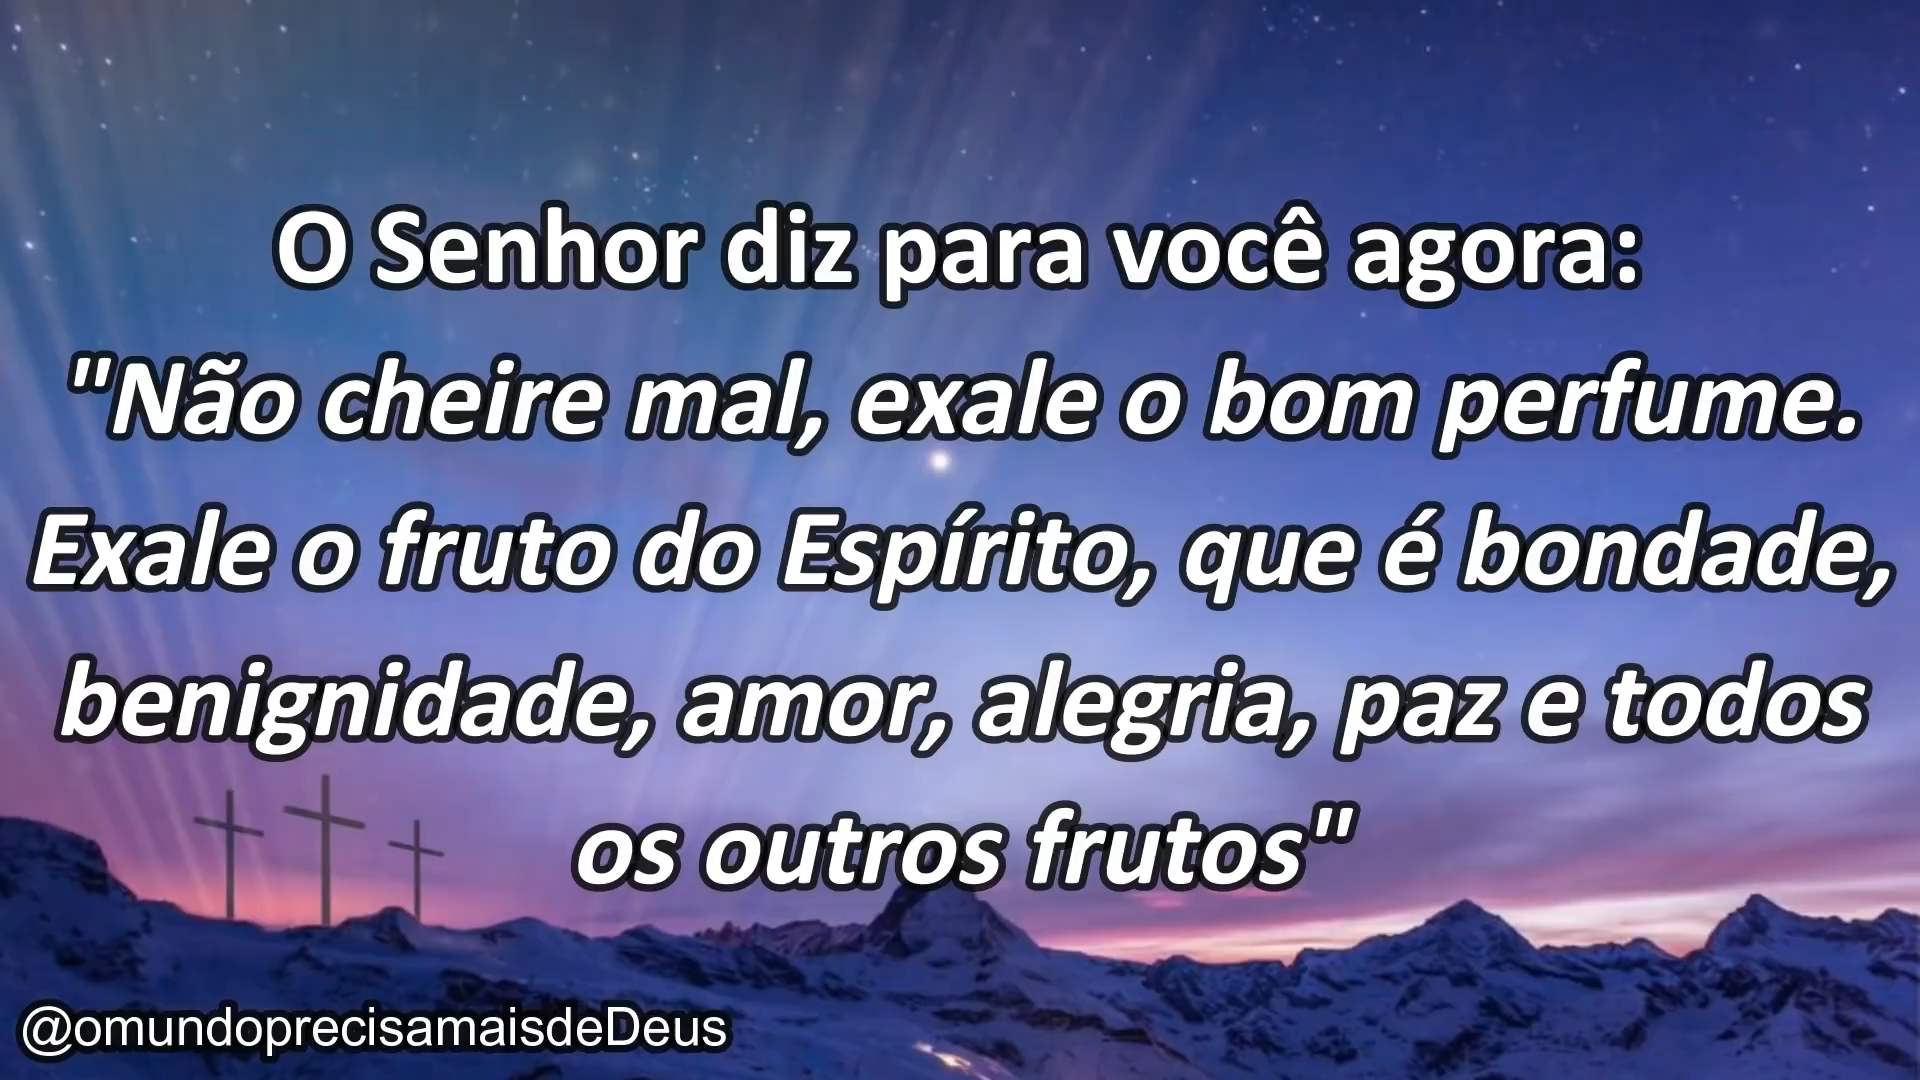 O Senhor diz para você agora:
"Não cheire mal, exale o bom perfume.
Exale o fruto do Espírito, que é bondade,
benignidade, amor, alegria, paz e todos
os outros frutos"
@omundoprecisamaisdeDeus